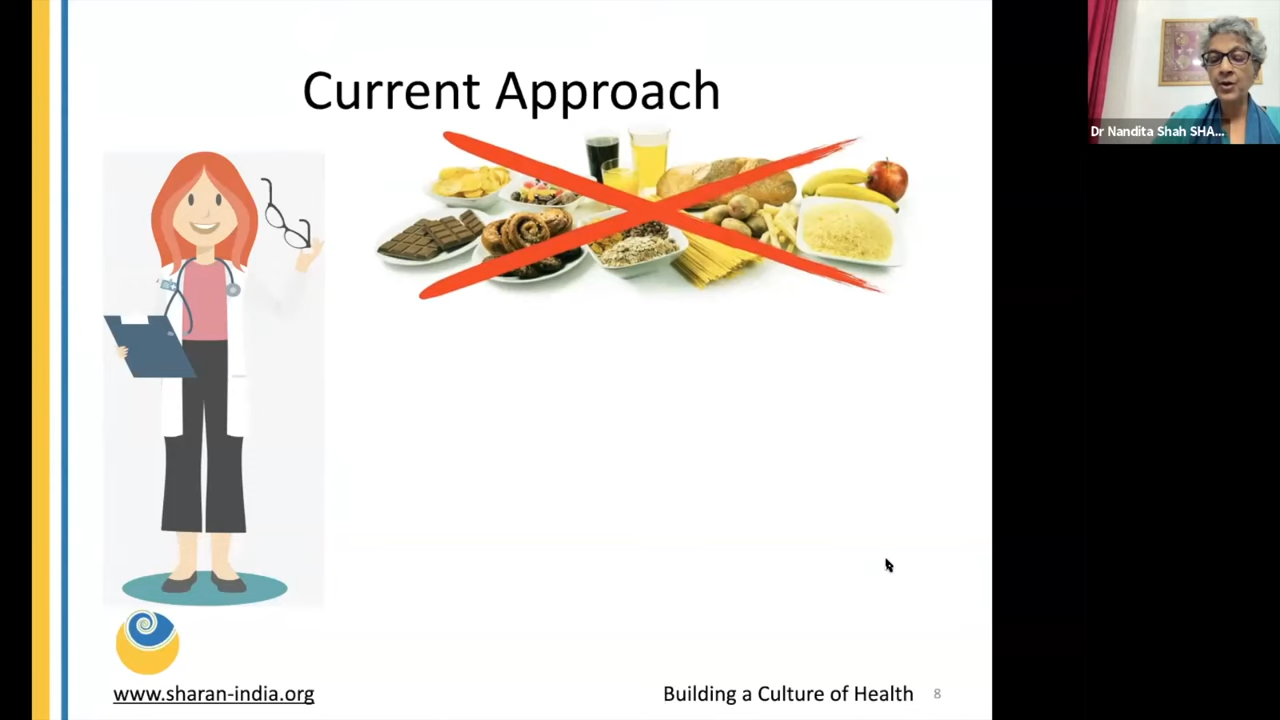 Current Approach
Dr Nandita Shah SHA...
www.sharan-india.org
Building a Culture of Health
8